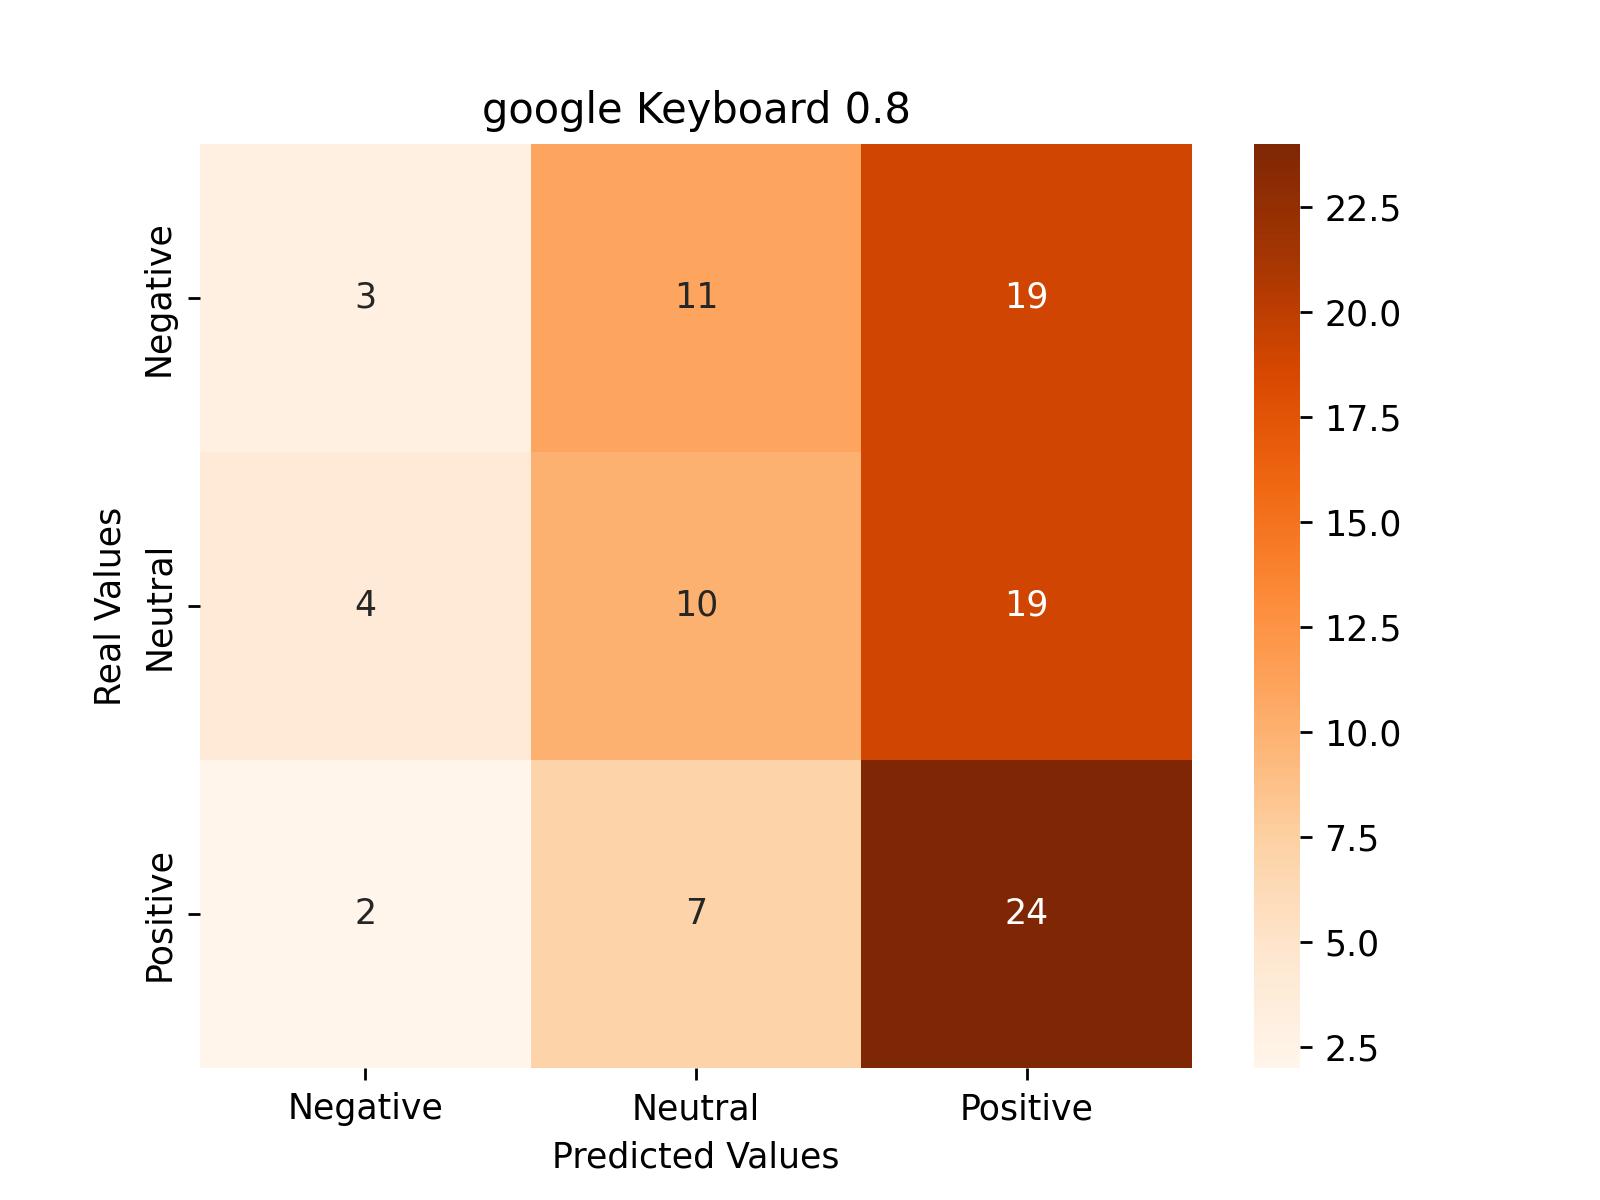 google Keyboard 0.8
Real Values
Negative
3 11 19
Neutral
4 10 19
Positive
2 7 24
Negative Neutral Positive
Predicted Values
22.5
20.0
17.5
15.0
12.5
10.0
7.5
5.0
2.5